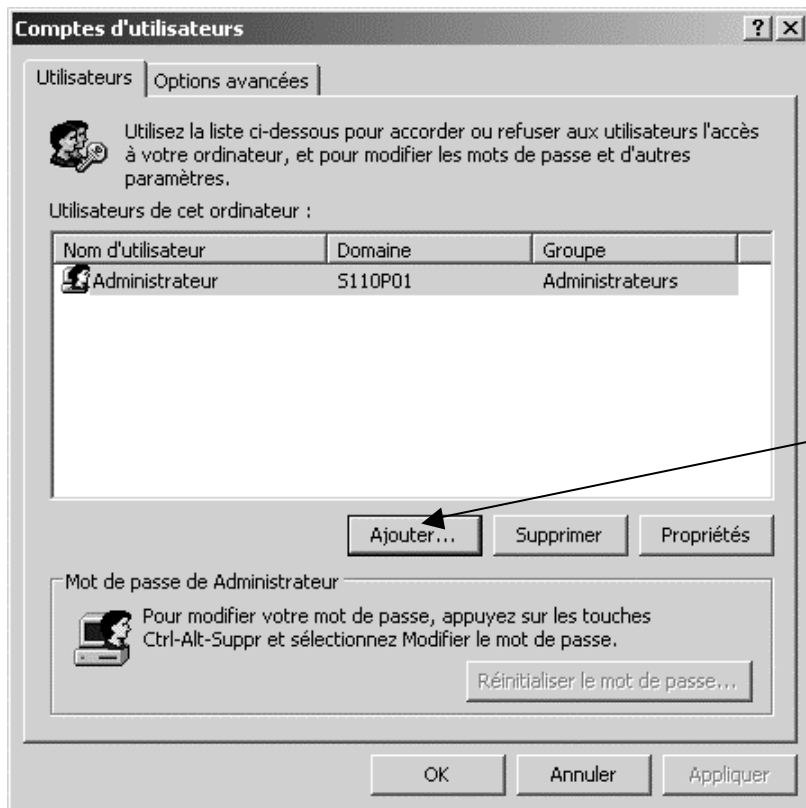 Comptes d'utilisateurs
Utilisateurs
Options avancées
Utilisez la liste ci-dessous pour accorder ou refuser aux utilisateurs l'accès
à votre ordinateur, et pour modifier les mots de passe et d'autres
paramètres.
Utilisateurs de cet ordinateur :
Nom d'utilisateur Domaine Groupe
Administrateur S110P01 Administrateurs
Ajouter... Supprimer Propriétés
Mot de passe de Administrateur
Pour modifier votre mot de passe, appuyez sur les touches
Ctrl-Alt-Suppr et sélectionnez Modifier le mot de passe.
Réinitialiser le mot de passe...
OK Annuler Appliquer